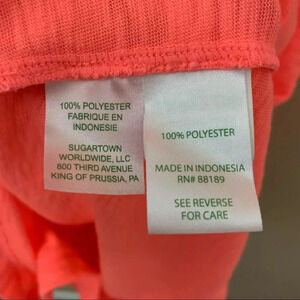 100% POLYESTER
FABRIQUE EN
INDONESIE
SUGARTOWN
WORLDWIDE, LLC
800 THIRD AVENUE
KING OF PRUSSIA, PA
100% POLYESTER
MADE IN INDONESIA
RN# 88189
SEE REVERSE
FOR CARE